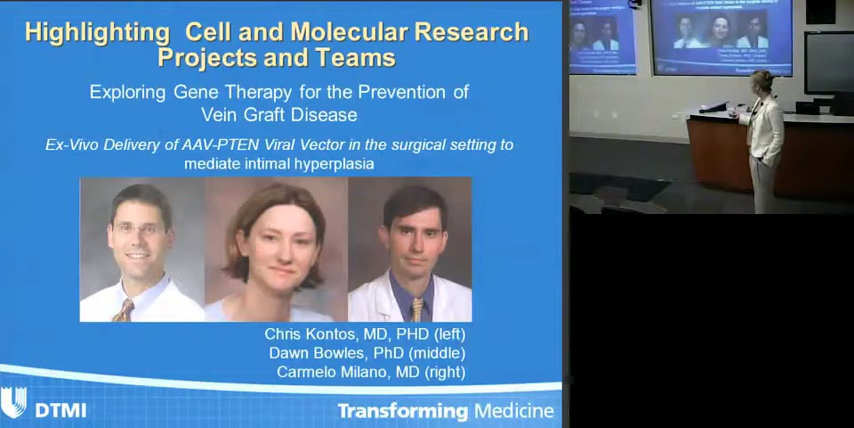 Highlighting Cell and Molecular Research
Projects and Teams
Exploring Gene Therapy for the Prevention of
Vein Graft Disease
Ex-Vivo Delivery of AAV-PTEN Viral Vector in the surgical setting to
mediate intimal hyperplasia
Chris Kontos, MD, PHD (left)
Dawn Bowles, PhD (middle)
Carmelo Milano, MD (right)
DTMI
Transforming Medicine